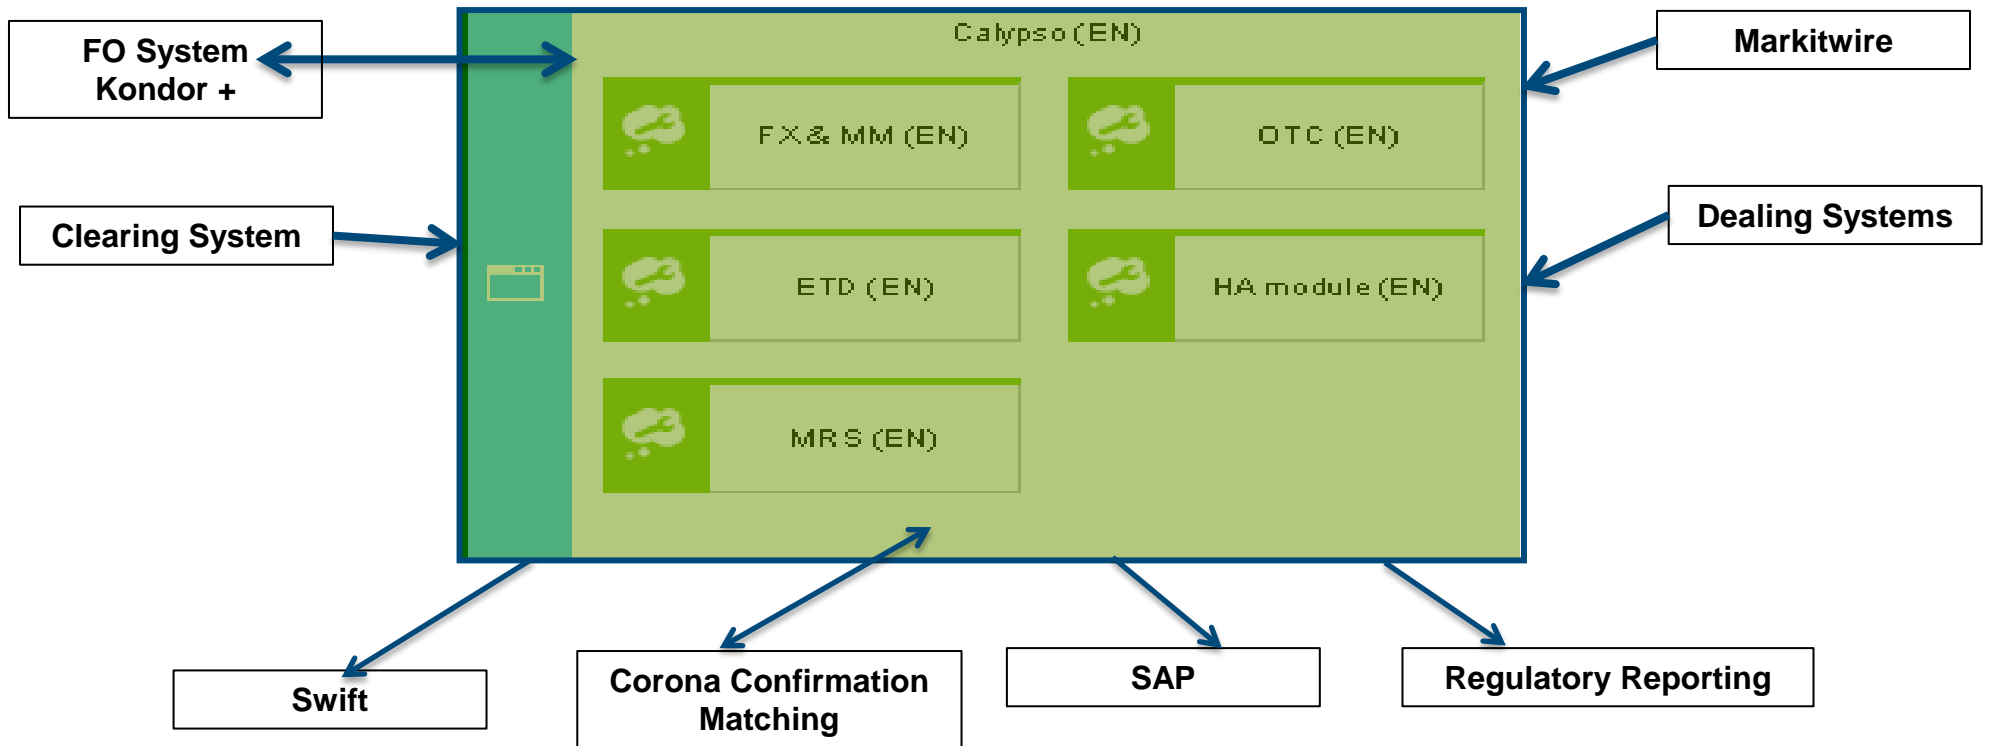 Calypso (EN)
FO System
Kondor +
Markitwire
FX & MM (EN)
OTC (EN)
Clearing System
Dealing Systems
ETD (EN)
HA module (EN)
MRS (EN)
Swift
Corona Confirmation
Matching
SAP
Regulatory Reporting